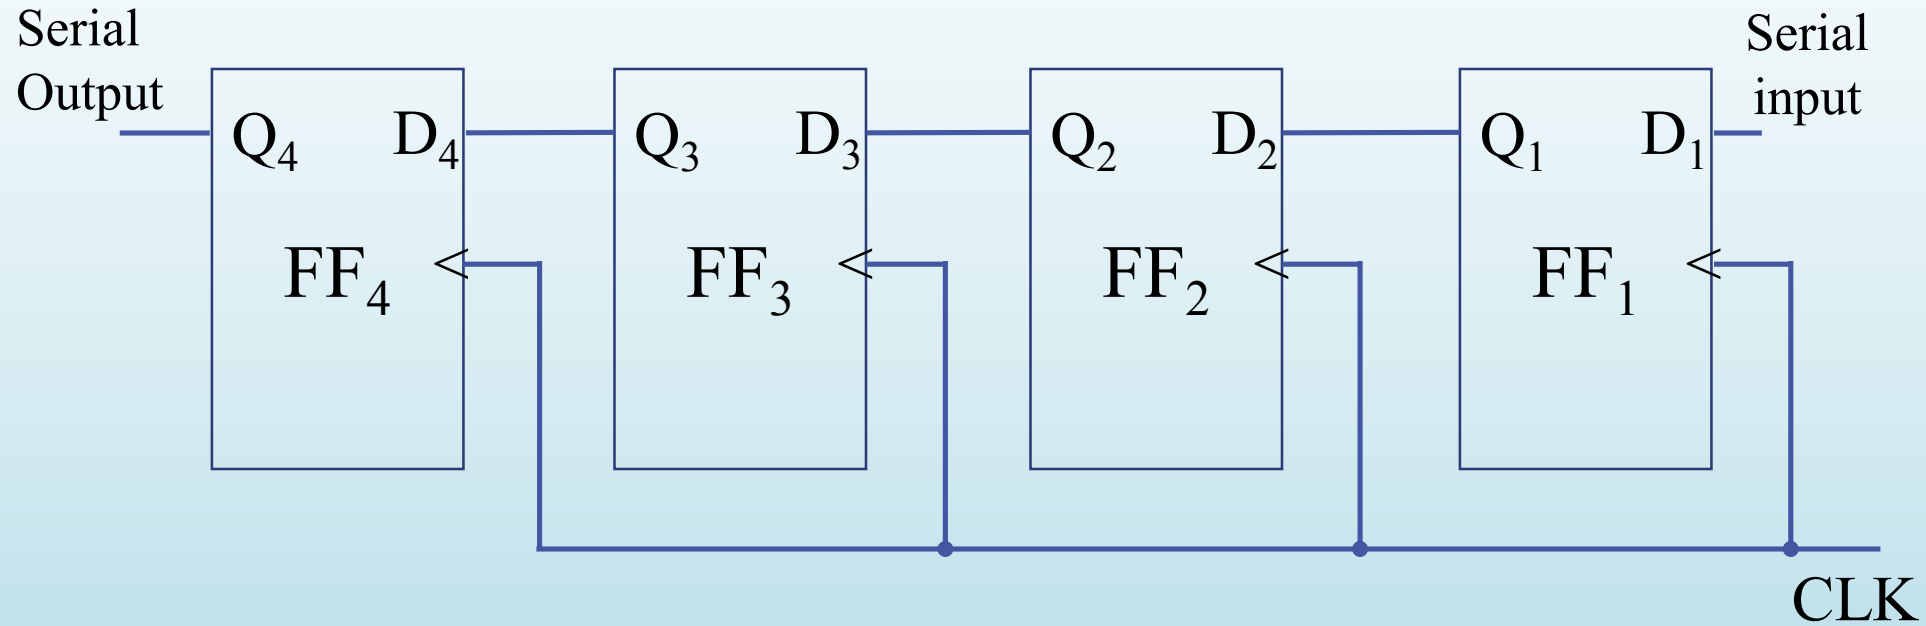 Serial
Output
Serial
input
Q4 D4 Q3 D3 Q2 D2 Q1 D1
FF4 FF3 FF2 FF1
CLK